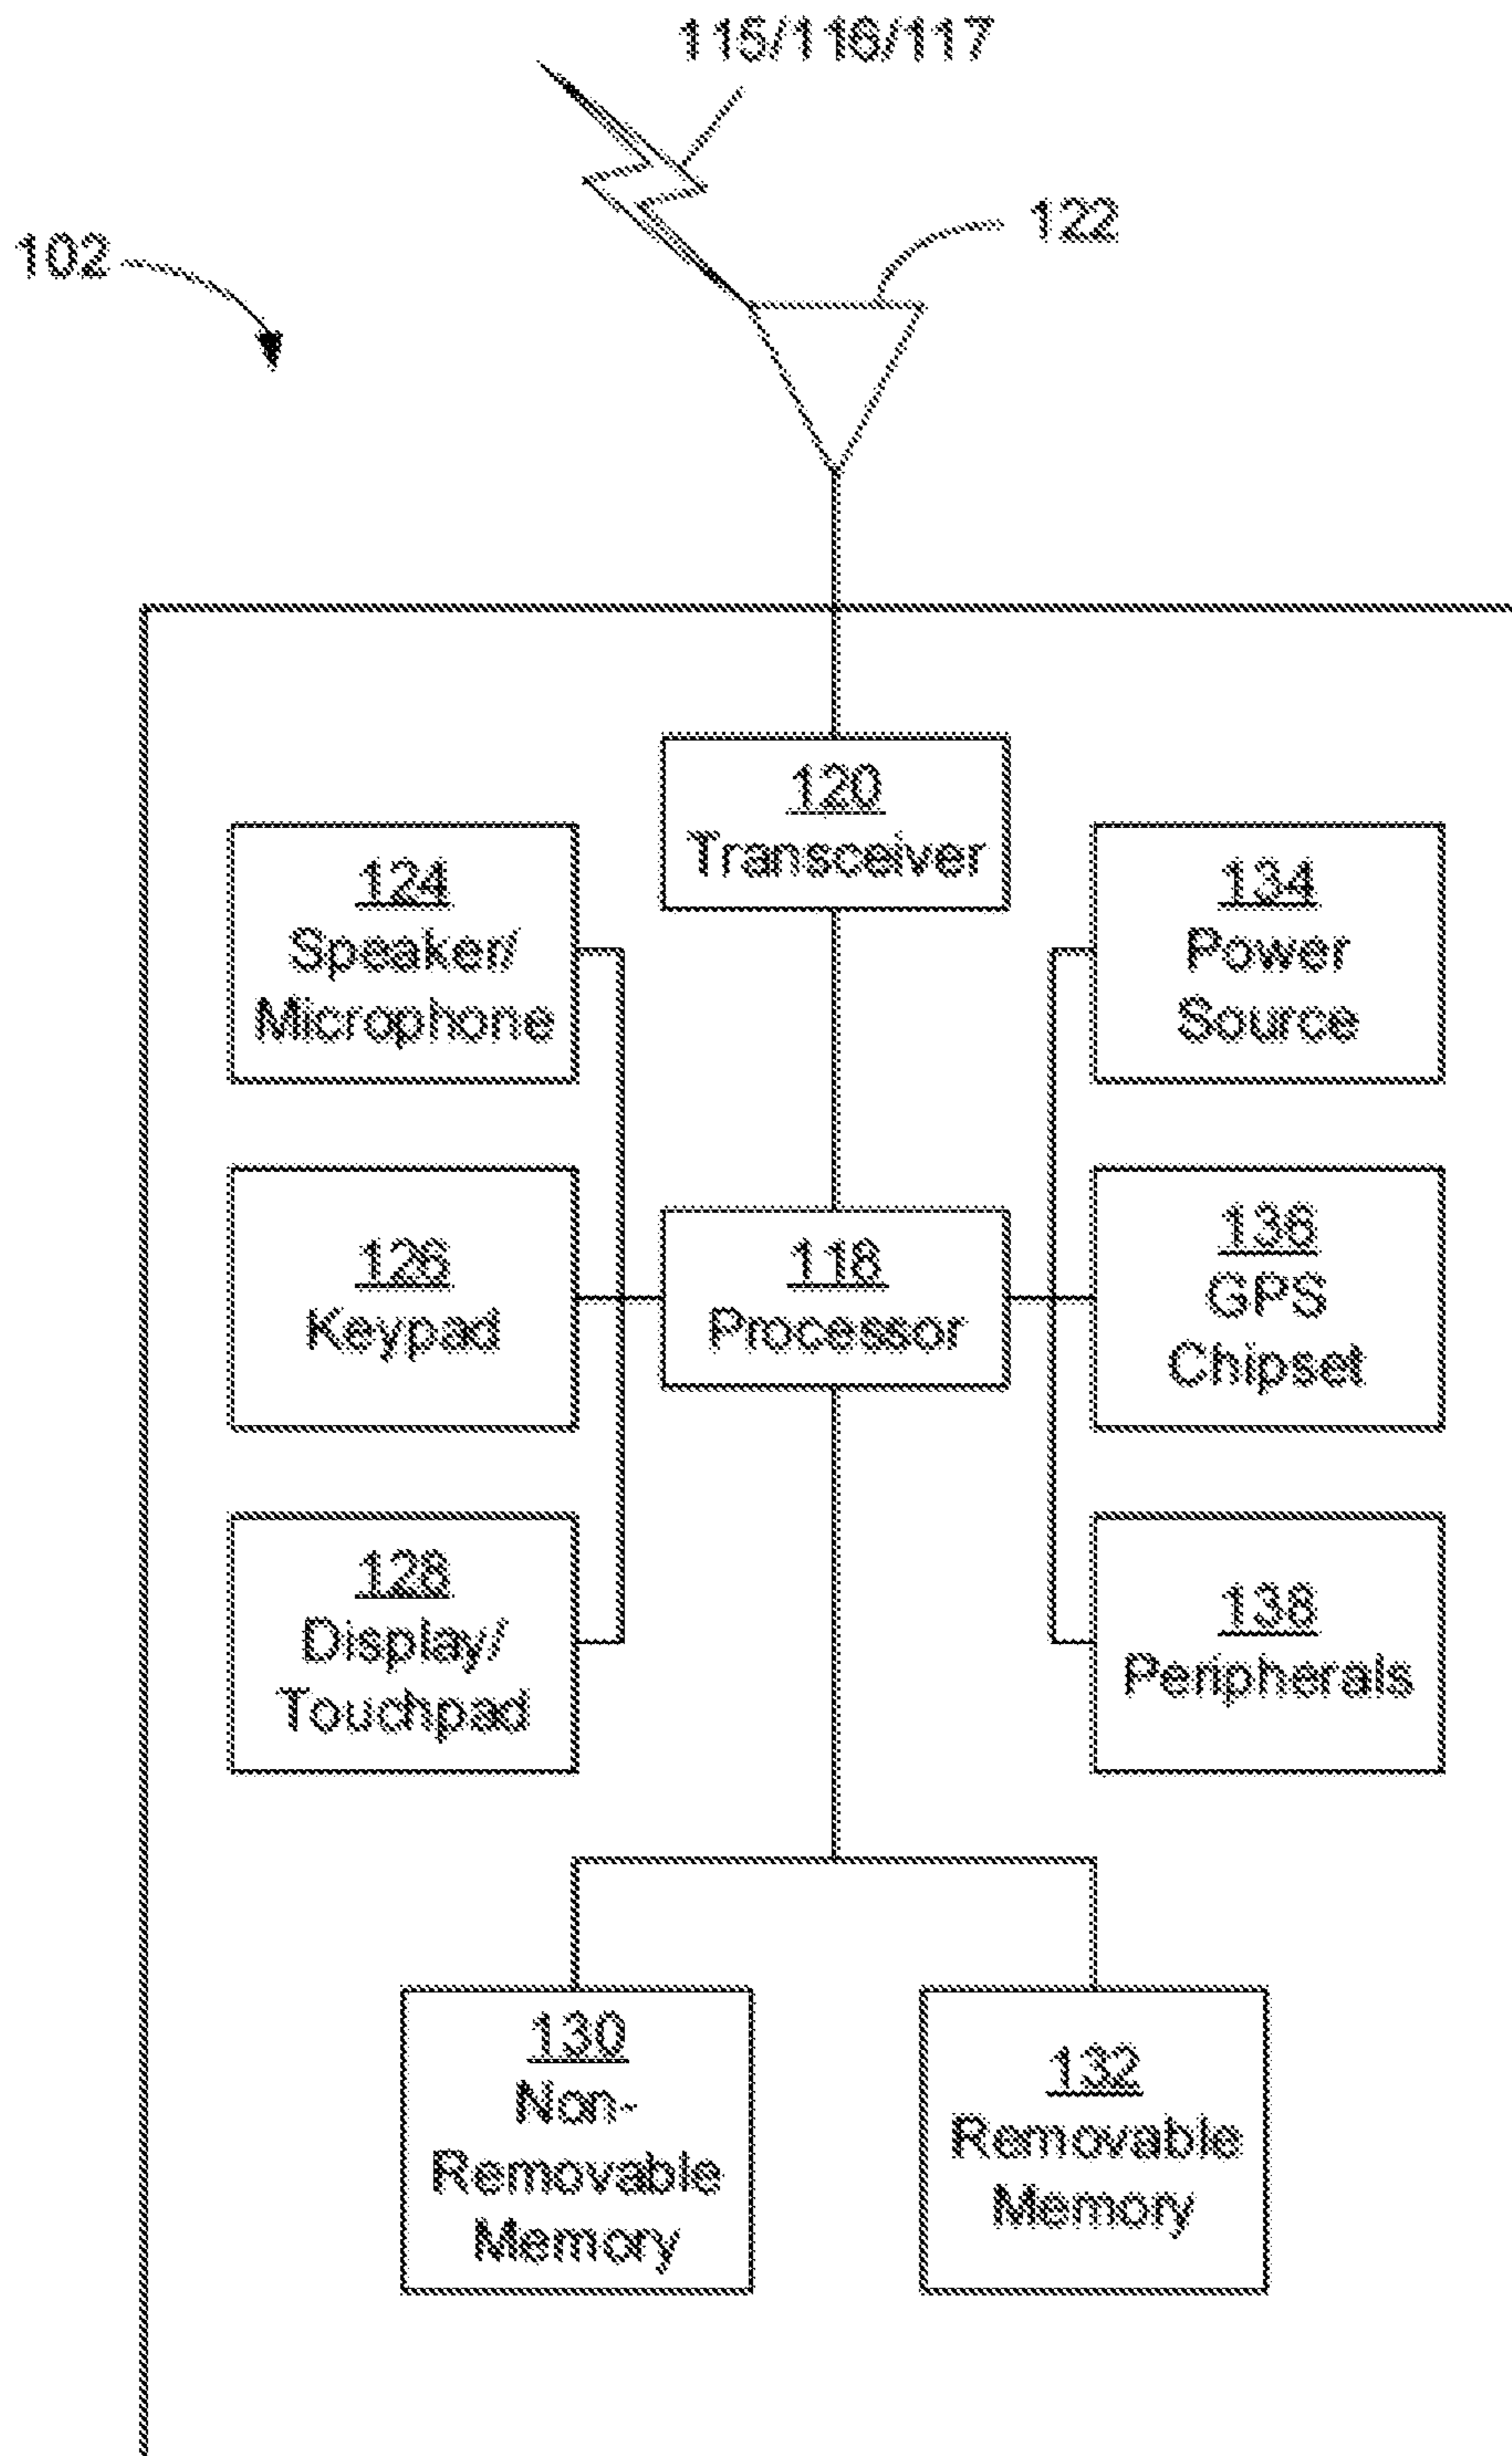 115/116/117
122
102
120
Transceiver
124
Speaker/
Microphone
134
Power
Source
126
Keypad
118
Processor
136
GPS
Chipset
128
Display/
Touchpad
138
Peripherals
130
Non-
Removable
Memory
132
Removable
Memory